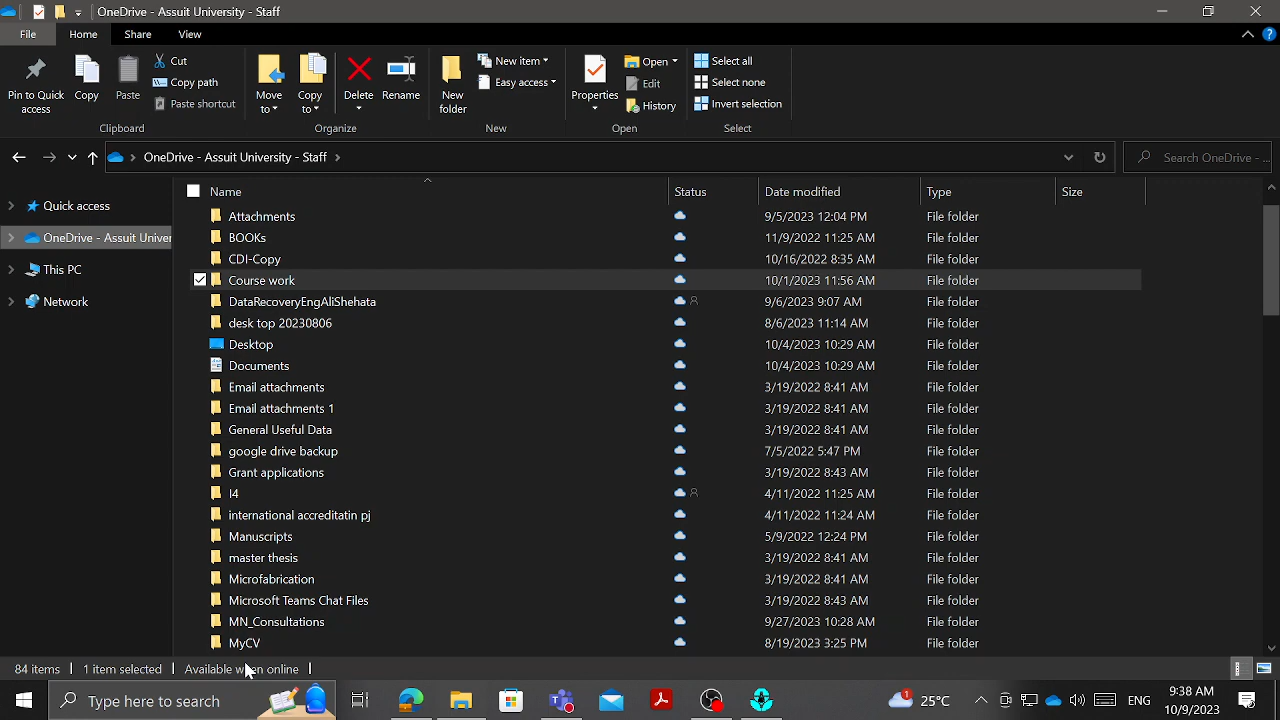 OneDrive - Assuit University - Staff
File Home Share View
Pin to Quick access
Copy
Paste
Cut
Copy path
Paste shortcut
Clipboard
Move to
Copy to
Delete
Rename
Organize
New folder
New item
Easy access
New
Properties
Open
Edit
History
Open
Select all
Select none
Invert selection
Select
OneDrive - Assuit University - Staff
Search OneDrive - ...
Quick access
OneDrive - Assuit Univer
This PC
Network
Name Status Date modified Type Size
Attachments 9/5/2023 12:04 PM File folder
BOOKs 11/9/2022 11:25 AM File folder
CDI-Copy 10/16/2022 8:35 AM File folder
Course work 10/1/2023 11:56 AM File folder
DataRecoveryEngAliShehata 9/6/2023 9:07 AM File folder
desk top 20230806 8/6/2023 11:14 AM File folder
Desktop 10/4/2023 10:29 AM File folder
Documents 10/4/2023 10:29 AM File folder
Email attachments 3/19/2022 8:41 AM File folder
Email attachments 1 3/19/2022 8:41 AM File folder
General Useful Data 3/19/2022 8:41 AM File folder
google drive backup 7/5/2022 5:47 PM File folder
Grant applications 3/19/2022 8:43 AM File folder
I4 4/11/2022 11:25 AM File folder
international accreditatin pj 4/11/2022 11:24 AM File folder
Manuscripts 5/9/2022 12:24 PM File folder
master thesis 3/19/2022 8:41 AM File folder
Microfabrication 3/19/2022 8:41 AM File folder
Microsoft Teams Chat Files 3/19/2022 8:43 AM File folder
MN_Consultations 9/27/2023 10:28 AM File folder
MyCV 8/19/2023 3:25 PM File folder
84 items 1 item selected Available when online
Type here to search
1
25°C
ENG
9:38 AM
10/9/2023